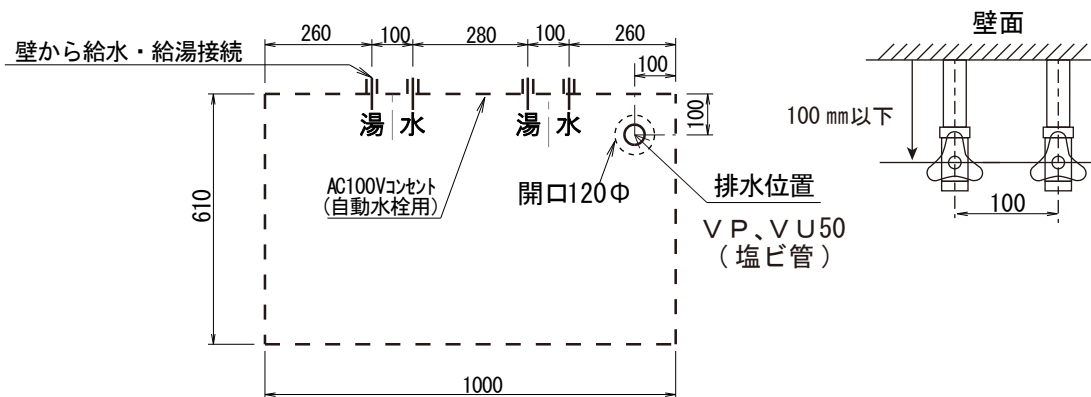 260
100
280
100
260
壁面
壁から給水・給湯接続
100
湯
水
湯
水
100
100 ㎜以下
610
AC100Vコンセント
(自動水栓用)
開口120Φ
排水位置
ＶＰ、ＶＵ50
（塩ビ管）
100
1000